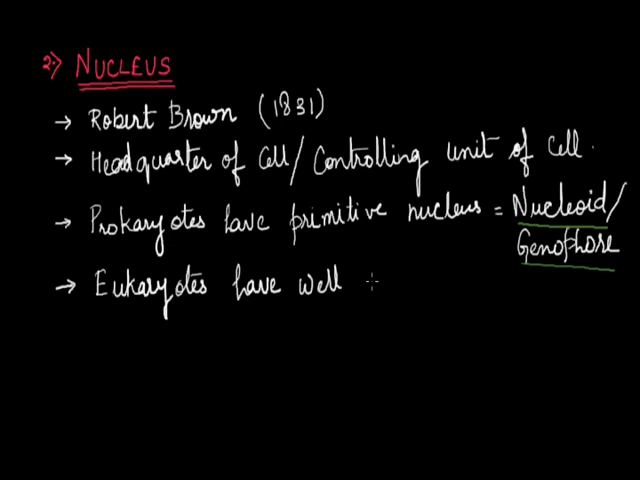 2·) NUCLEUS
→ Robert Brown (1831)
→ Headquarter of Cell / Controlling unit of cell.
→ Prokaryotes have primitive nucleus = Nucleoid/
Genophore
→ Eukaryotes have well